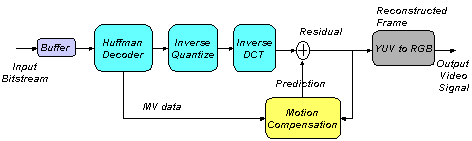 Reconstructed
Frame
Residual
Buffer
Huffman
Decoder
Inverse
Quantize
Inverse
DCT
YUV to RGB
Input
Bitstream
Output
Video
Signal
Prediction
MV data
Motion
Compensation